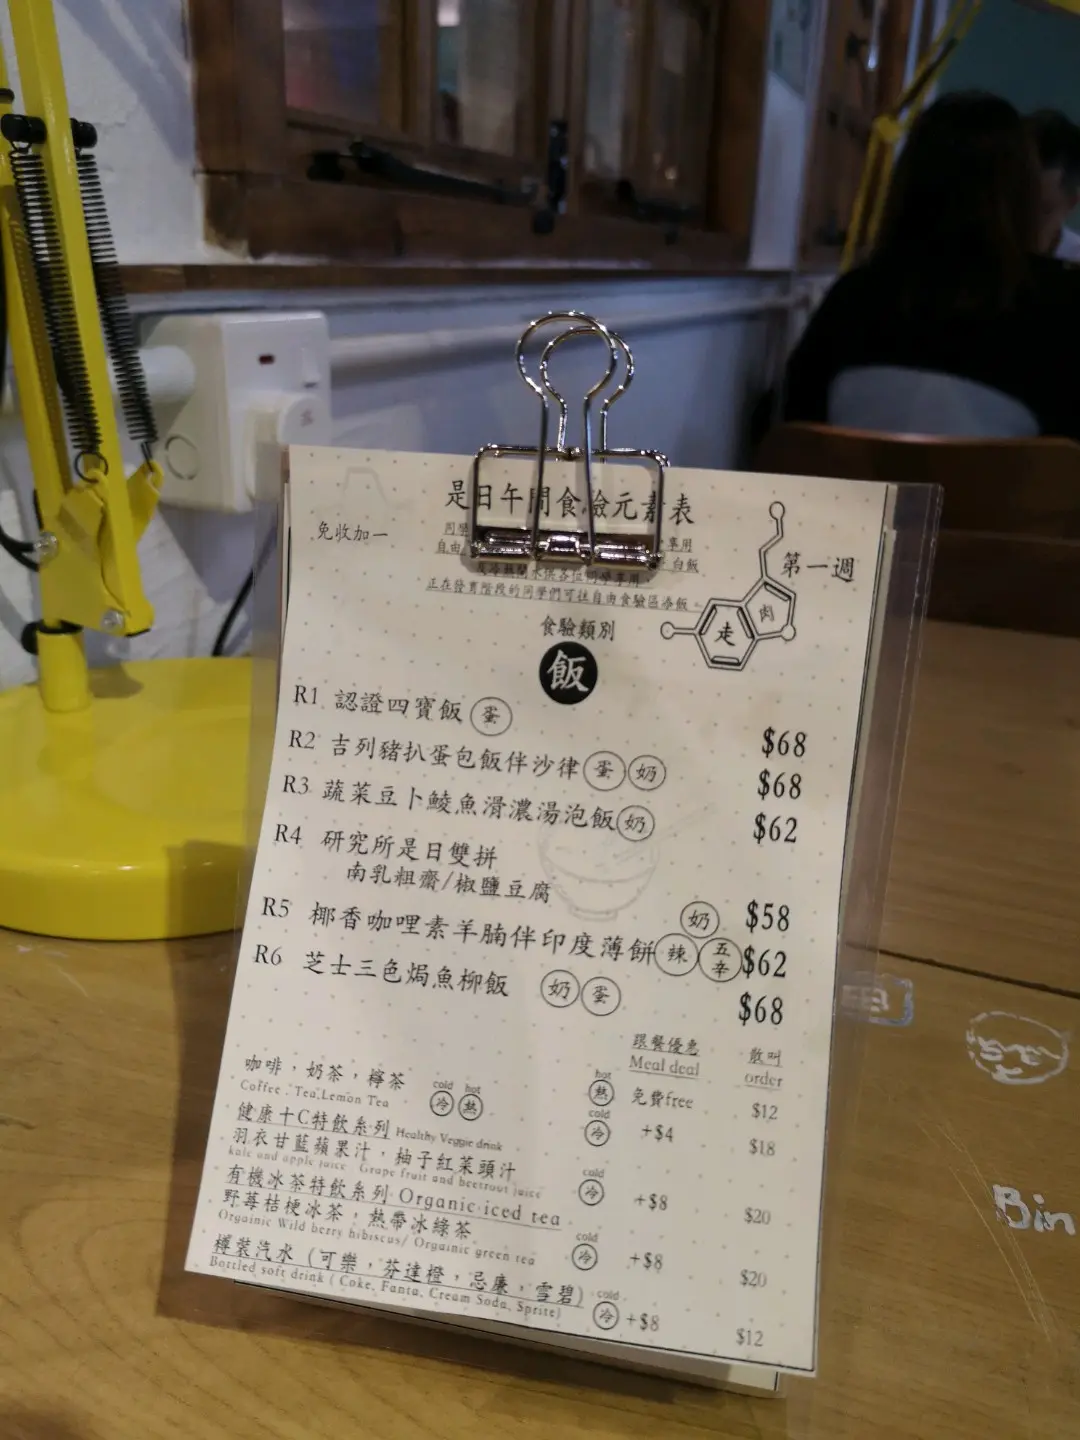 是日午間食驗元素表
免收加一
同學
享用
自由
白飯
第一週
正在發育階段的同學們可往自由食驗區添飯。
肉
走
食驗類別
飯
R1 認證四寶飯 蛋 $68
R2 吉列豬扒蛋包飯伴沙律 蛋 奶 $68
R3 蔬菜豆卜鯪魚滑濃湯泡飯 奶 $62
R4 研究所是日雙拼
南乳粗齋/椒鹽豆腐 奶 $58
R5 椰香咖哩素羊腩伴印度薄餅 辣 五辛 $62
R6 芝士三色焗魚柳飯 奶 蛋 $68
跟餐優惠 散叫
Meal deal order
咖啡，奶茶，檸茶 cold 冷 hot 熱 hot 熱 免費free $12
Coffee . Tea,Lemon Tea cold 冷 +$4 $18
健康十C特飲系列 Healthy Veggie drink
羽衣甘藍蘋果汁，柚子紅菜頭汁 cold 冷 +$8 $20
kale and apple juice Grape fruit and beetroot juice
有機冰茶特飲系列 Organic iced tea
野莓桔梗冰茶，熱帶冰綠茶 cold 冷 +$8 $20
Orgainic Wild berry hibiscus/ Orgainic green tea
樽裝汽水（可樂，芬達橙，忌廉，雪碧） cold 冷 +$8 $12
Bottled soft drink ( Coke, Fanta, Cream Soda, Sprite)
Bin